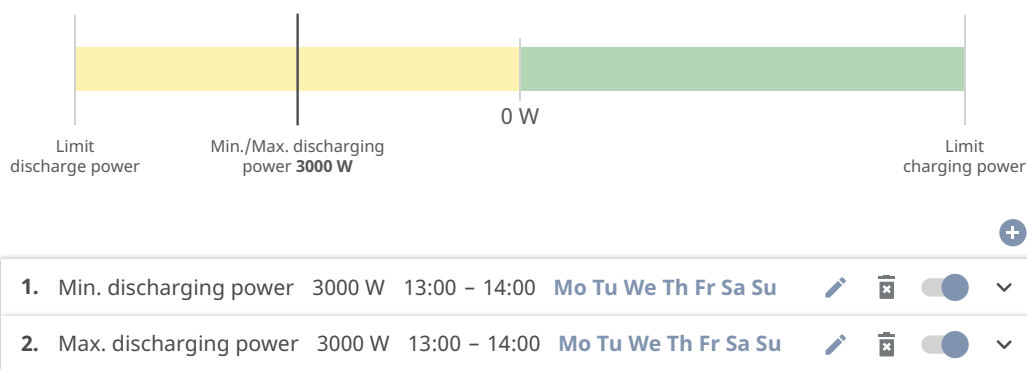 0 W
Limit
discharge power
Min./Max. discharging
power 3000 W
Limit
charging power
1. Min. discharging power 3000 W 13:00 – 14:00 Mo Tu We Th Fr Sa Su
2. Max. discharging power 3000 W 13:00 – 14:00 Mo Tu We Th Fr Sa Su